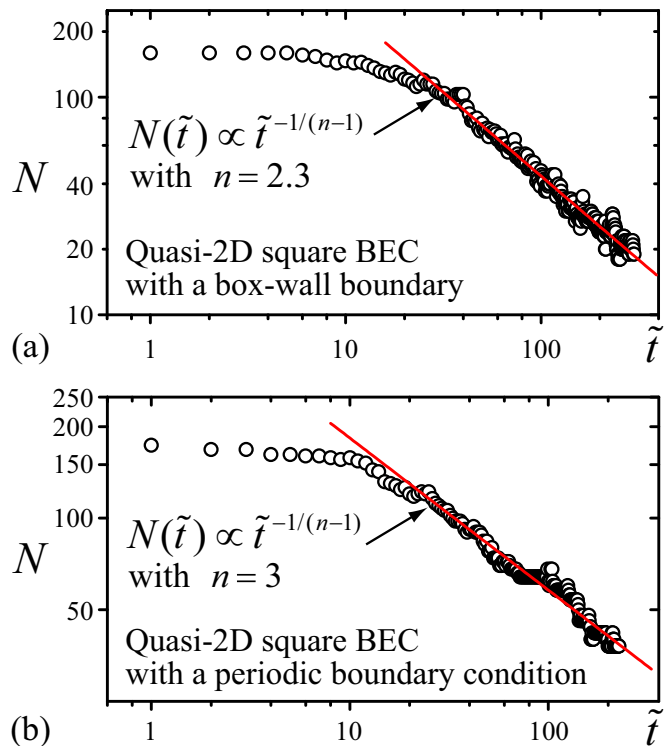 200
100
N
40
20
10
N(t̃) ∝ t̃^{-1/(n-1)}
with n = 2.3
Quasi-2D square BEC
with a box-wall boundary
(a)
1
10
100
t̃
250
200
150
100
N
50
N(t̃) ∝ t̃^{-1/(n-1)}
with n = 3
Quasi-2D square BEC
with a periodic boundary condition
(b)
1
10
100
t̃